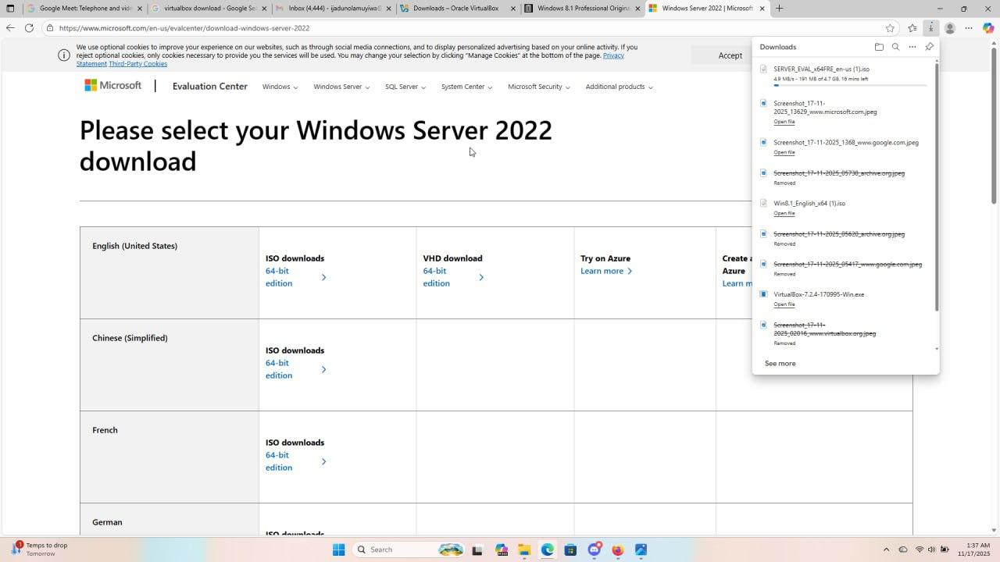 Google Meet: Telephone and vide
virtualbox download - Google Sea
Inbox (4,444) - ijadunolamuyiwa@
Downloads – Oracle VirtualBox
Windows 8.1 Professional Origina
Windows Server 2022 | Microsoft
https://www.microsoft.com/en-us/evalcenter/download-windows-server-2022
We use optional cookies to improve your experience on our websites, such as through social media connections, and to display personalized advertising based on your online activity. If you
reject optional cookies, only cookies necessary to provide you the services will be used. You may change your selection by clicking “Manage Cookies” at the bottom of the page. Privacy
Statement Third-Party Cookies
Accept
Microsoft
Evaluation Center
Windows
Windows Server
SQL Server
System Center
Microsoft Security
Additional products
Please select your Windows Server 2022
download
English (United States)
ISO downloads
64-bit
edition
VHD download
64-bit
edition
Try on Azure
Learn more
Create a
Azure
Learn m
Chinese (Simplified)
ISO downloads
64-bit
edition
French
ISO downloads
64-bit
edition
German
ISO downloads
Downloads
SERVER_EVAL_x64FRE_en-us (1).iso
4.9 MB/s - 191 MB of 4.7 GB, 16 mins left
Screenshot_17-11-
2025_13629_www.microsoft.com.jpeg
Open file
Screenshot_17-11-2025_1368_www.google.com.jpeg
Open file
Screenshot_17-11-2025_05738_archive.org.jpeg
Removed
Win8.1_English_x64 (1).iso
Open file
Screenshot_17-11-2025_05620_archive.org.jpeg
Removed
Screenshot_17-11-2025_05417_www.google.com.jpeg
Removed
VirtualBox-7.2.4-170995-Win.exe
Open file
Screenshot_17-11-
2025_02816_www.virtualbox.org.jpeg
Removed
See more
1
Temps to drop
Tomorrow
Search
1:37 AM
11/17/2025